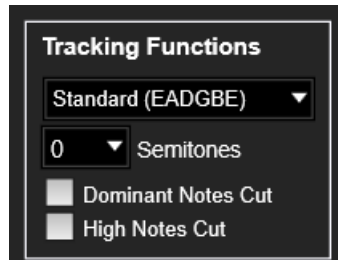 Tracking Functions
Standard (EADGBE)
0 Semitones
Dominant Notes Cut
High Notes Cut